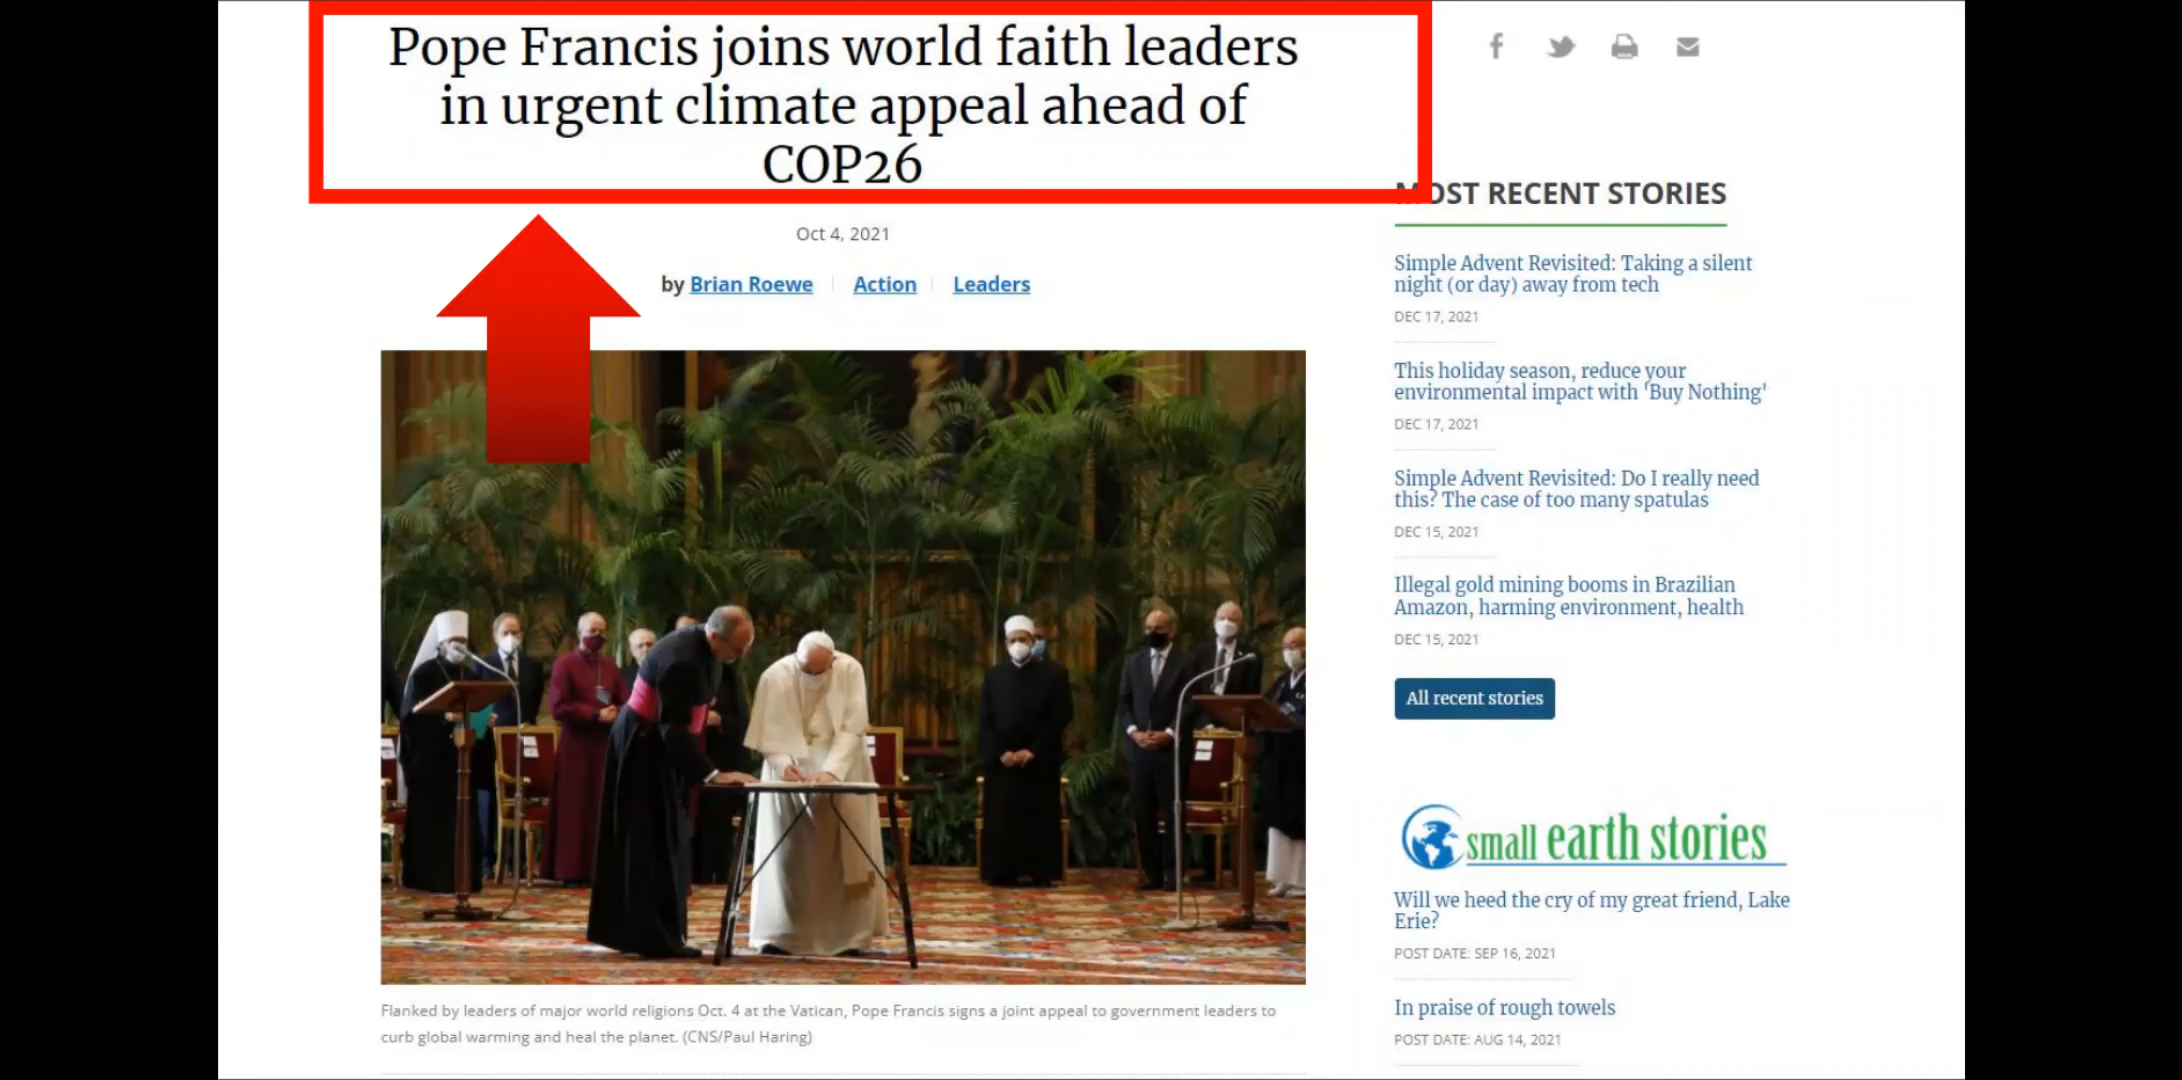 Pope Francis joins world faith leaders
in urgent climate appeal ahead of
COP26
Oct 4, 2021
by Brian Roewe Action Leaders
Flanked by leaders of major world religions Oct. 4 at the Vatican, Pope Francis signs a joint appeal to government leaders to
curb global warming and heal the planet. (CNS/Paul Haring)
MOST RECENT STORIES
Simple Advent Revisited: Taking a silent
night (or day) away from tech
DEC 17, 2021
This holiday season, reduce your
environmental impact with 'Buy Nothing'
DEC 17, 2021
Simple Advent Revisited: Do I really need
this? The case of too many spatulas
DEC 15, 2021
Illegal gold mining booms in Brazilian
Amazon, harming environment, health
DEC 15, 2021
All recent stories
small earth stories
Will we heed the cry of my great friend, Lake
Erie?
POST DATE: SEP 16, 2021
In praise of rough towels
POST DATE: AUG 14, 2021